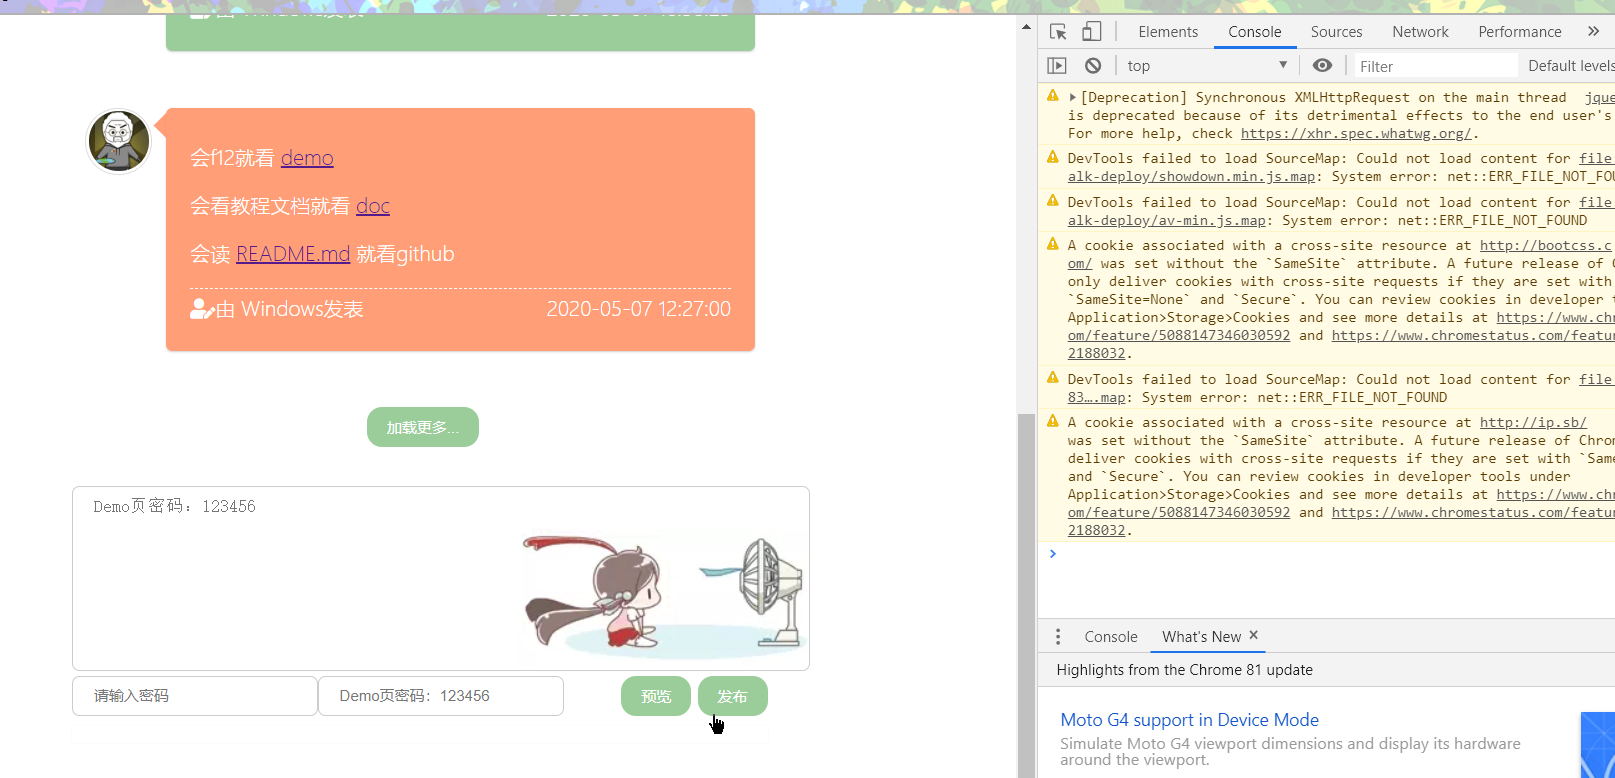 会f12就看 demo
会看教程文档就看 doc
会读 README.md 就看github
由 Windows发表 2020-05-07 12:27:00
加载更多...
Demo页密码：123456
请输入密码 Demo页密码：123456 预览 发布
Elements Console Sources Network Performance »
top Filter Default levels
[Deprecation] Synchronous XMLHttpRequest on the main thread jque
is deprecated because of its detrimental effects to the end user's
For more help, check https://xhr.spec.whatwg.org/.
DevTools failed to load SourceMap: Could not load content for file
alk-deploy/showdown.min.js.map: System error: net::ERR_FILE_NOT_FOU
DevTools failed to load SourceMap: Could not load content for file
alk-deploy/av-min.js.map: System error: net::ERR_FILE_NOT_FOUND
A cookie associated with a cross-site resource at http://bootcss.c
om/ was set without the `SameSite` attribute. A future release of C
only deliver cookies with cross-site requests if they are set with
`SameSite=None` and `Secure`. You can review cookies in developer t
Application>Storage>Cookies and see more details at https://www.chr
om/feature/5088147346030592 and https://www.chromestatus.com/featu
2188032.
DevTools failed to load SourceMap: Could not load content for file
83….map: System error: net::ERR_FILE_NOT_FOUND
A cookie associated with a cross-site resource at http://ip.sb/
was set without the `SameSite` attribute. A future release of Chro
deliver cookies with cross-site requests if they are set with `Same
and `Secure`. You can review cookies in developer tools under
Application>Storage>Cookies and see more details at https://www.chr
om/feature/5088147346030592 and https://www.chromestatus.com/featu
2188032.
Console What's New ×
Highlights from the Chrome 81 update
Moto G4 support in Device Mode
Simulate Moto G4 viewport dimensions and display its hardware
around the viewport.